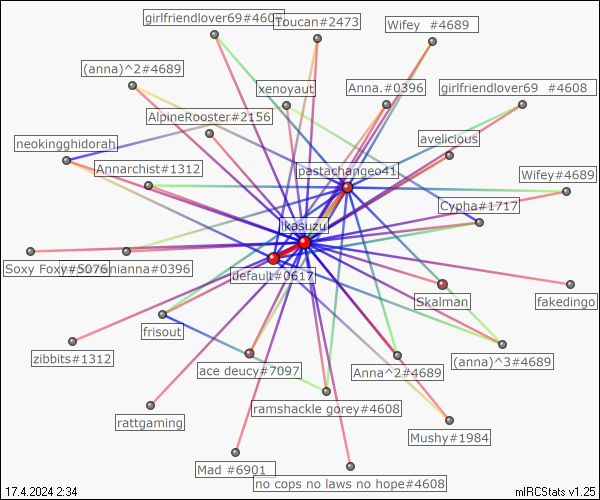 girlfriendlover69#4608
Toucan#2473
Wifey #4689
(anna)^2#4689
xenoyaut
Anna.#0396
girlfriendlover69 #4608
AlpineRooster#2156
avelicious
neokingghidorah
Annarchist#1312
pastachangeo41
Wifey#4689
Cypha#1717
ikasuzu
Soxy Foxy#5076
nianna#0396
default#0617
Skalman
fakedingo
frisout
zibbits#1312
ace deucy#7097
Anna^2#4689
(anna)^3#4689
rattgaming
ramshackle gorey#4608
Mushy#1984
Mad #6901
no cops no laws no hope#4608
17.4.2024 2:34
mIRCStats v1.25